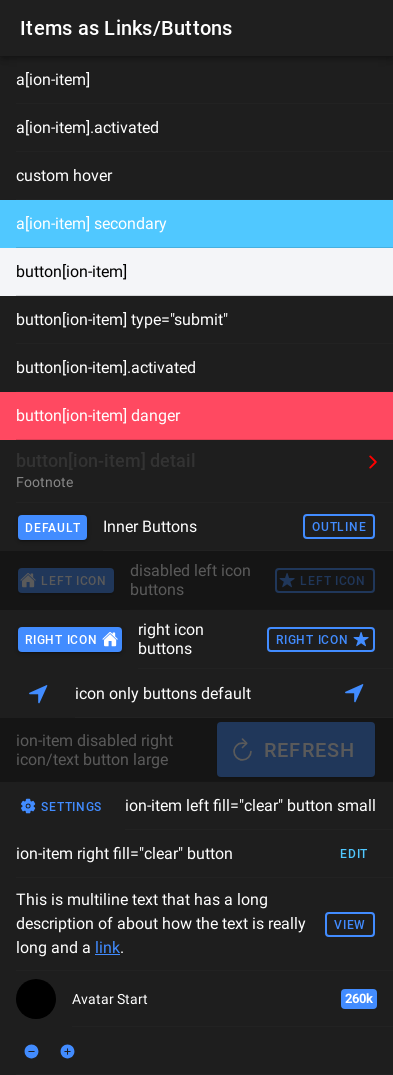 Items as Links/Buttons
a[ion-item]
a[ion-item].activated
custom hover
a[ion-item] secondary
button[ion-item]
button[ion-item] type="submit"
button[ion-item].activated
button[ion-item] danger
button[ion-item] detail
Footnote
DEFAULT Inner Buttons OUTLINE
LEFT ICON disabled left icon buttons LEFT ICON
RIGHT ICON right icon buttons RIGHT ICON
icon only buttons default
ion-item disabled right
icon/text button large
REFRESH
SETTINGS ion-item left fill="clear" button small
ion-item right fill="clear" button EDIT
This is multiline text that has a long
description of about how the text is really
long and a link.
VIEW
Avatar Start 260k